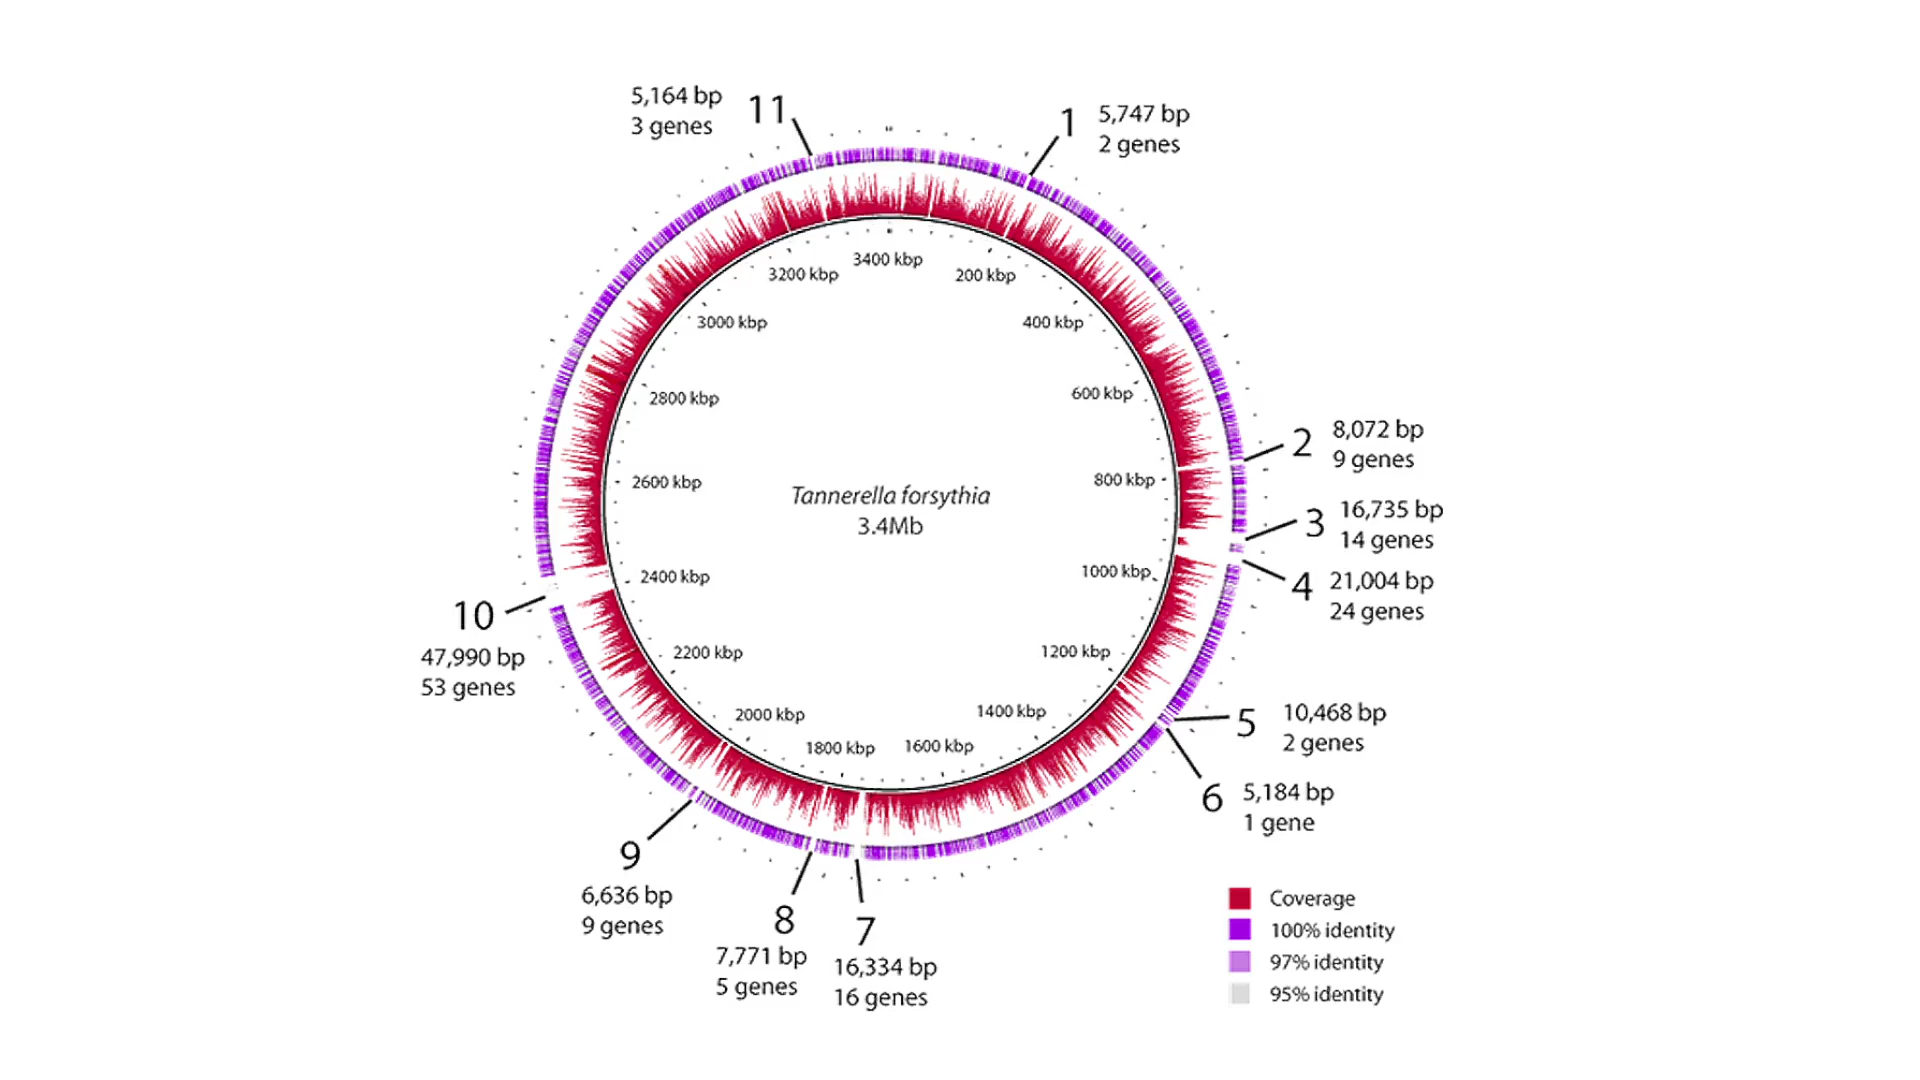 5,164 bp
3 genes
11
1
5,747 bp
2 genes
3400 kbp
3200 kbp
200 kbp
3000 kbp
400 kbp
2800 kbp
600 kbp
2
8,072 bp
9 genes
2600 kbp
800 kbp
Tannerella forsythia
3.4Mb
3
16,735 bp
14 genes
2400 kbp
1000 kbp
4
21,004 bp
24 genes
10
47,990 bp
53 genes
2200 kbp
1200 kbp
2000 kbp
1400 kbp
1800 kbp
1600 kbp
5
10,468 bp
2 genes
6
5,184 bp
1 gene
9
6,636 bp
9 genes
8
7,771 bp
5 genes
7
16,334 bp
16 genes
Coverage
100% identity
97% identity
95% identity